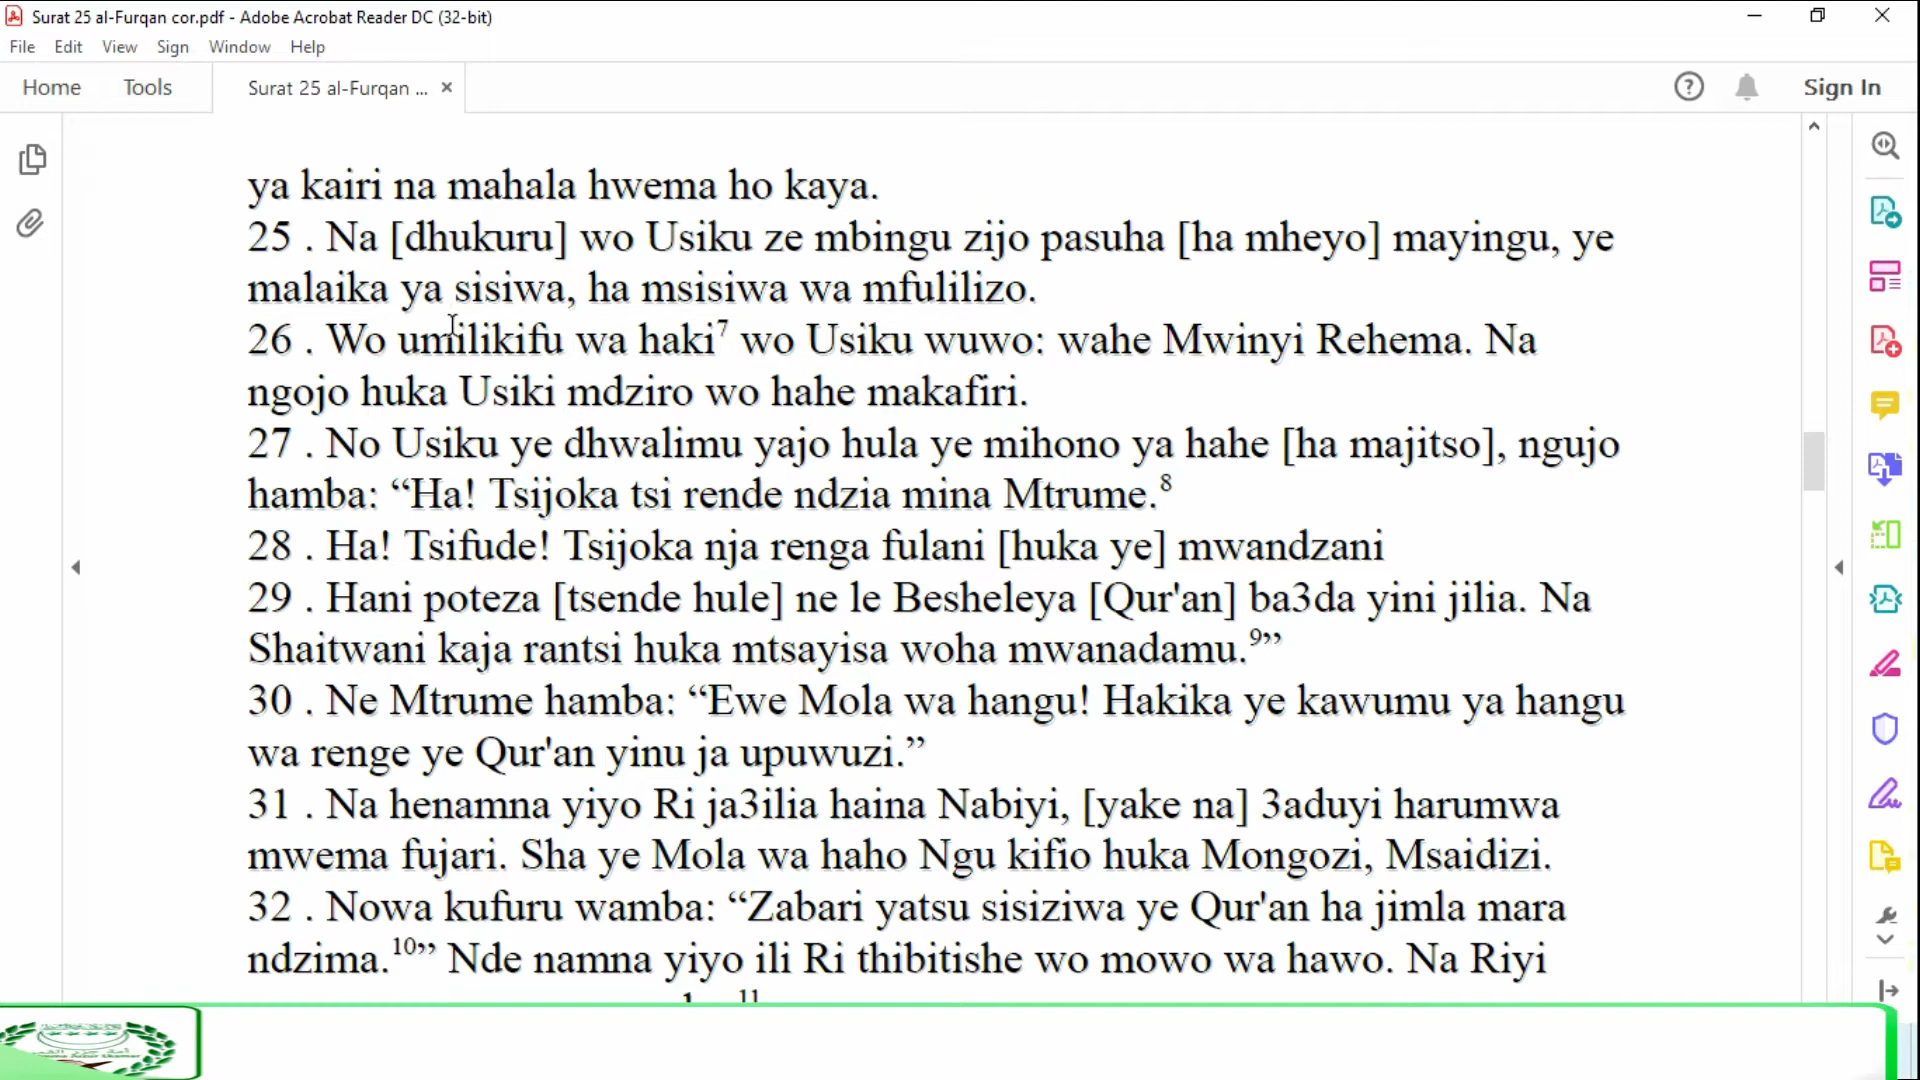 Surat 25 al-Furqan cor.pdf - Adobe Acrobat Reader DC (32-bit)
File Edit View Sign Window Help
Home Tools Surat 25 al-Furqan ... × Sign In
ya kairi na mahala hwema ho kaya.
25 . Na [dhukuru] wo Usiku ze mbingu zijo pasuha [ha mheyo] mayingu, ye
malaika ya sisiwa, ha msisiwa wa mfululizo.
26 . Wo umilikifu wa haki7 wo Usiku wuwo: wahe Mwinyi Rehema. Na
ngojo huka Usiki mdziro wo hahe makafiri.
27 . No Usiku ye dhwalimu yajo hula ye mihono ya hahe [ha majitso], ngujo
hamba: “Ha! Tsijoka tsi rende ndzia mina Mtrume.8
28 . Ha! Tsifude! Tsijoka nja renga fulani [huka ye] mwandzani
29 . Hani poteza [tsende hule] ne le Besheleya [Qur'an] ba3da yini jilia. Na
Shaitwani kaja rantsi huka mtsayisa woha mwanadamu.9”
30 . Ne Mtrume hamba: “Ewe Mola wa hangu! Hakika ye kawumu ya hangu
wa renge ye Qur'an yinu ja upuwuzi.”
31 . Na henamna yiyo Ri ja3ilia haina Nabiyi, [yake na] 3aduyi harumwa
mwema fujari. Sha ye Mola wa haho Ngu kifio huka Mongozi, Msaidizi.
32 . Nowa kufuru wamba: “Zabari yatsu sisiziwa ye Qur'an ha jimla mara
ndzima.10” Nde namna yiyo ili Ri thibitishe wo mowo wa hawo. Na Riyi
11